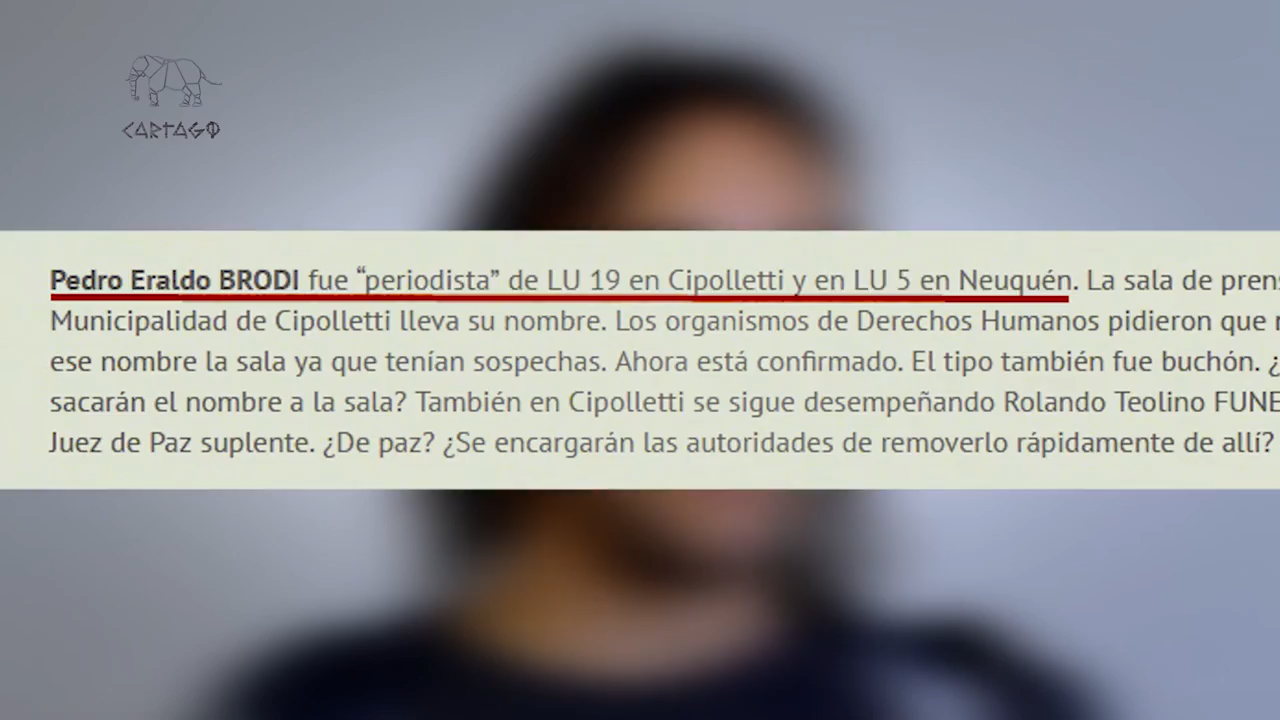 CARTAGO
Pedro Eraldo BRODI fue “periodista” de LU 19 en Cipolletti y en LU 5 en Neuquén. La sala de
Municipalidad de Cipolletti lleva su nombre. Los organismos de Derechos Humanos pidieron que
ese nombre la sala ya que tenían sospechas. Ahora está confirmado. El tipo también fue buchón. ¿
sacarán el nombre a la sala? También en Cipolletti se sigue desempeñando Rolando Teolino
Juez de Paz suplente. ¿De paz? ¿Se encargarán las autoridades de removerlo rápidamente de allí?